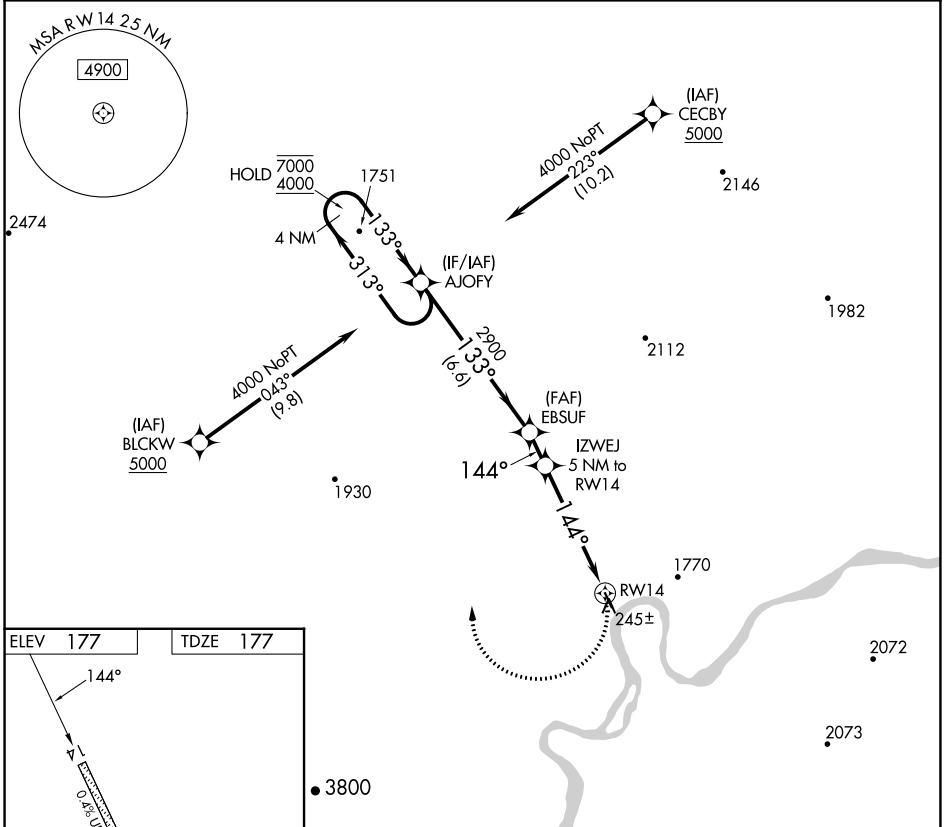 MSA RW 14 25 NM
4900
(IAF)
CECBY
5000
4000 NoPT
223°
(10.2)
2146
HOLD 7000
4000
1751
4 NM
133°
313°
2474
(IF/IAF)
AJOFY
1982
2112
2900
133°
(6.6)
4000 NoPT
043°
(9.8)
(IAF)
BLCKW
5000
(FAF)
EBSUF
144°
IZWEJ
5 NM to
RW14
1930
144°
1770
RW14
245±
ELEV 177
TDZE 177
144°
14
2072
2073
3800